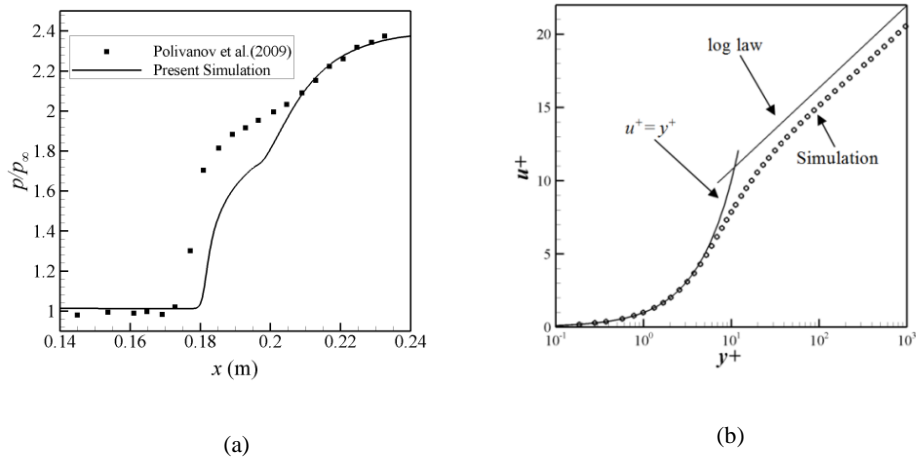 2.4
2.2
2
1.8
1.6
1.4
1.2
1
p/p∞
Polivanov et al.(2009)
Present Simulation
0.14 0.16 0.18 0.20 0.22 0.24
x (m)
(a)
20
15
10
5
0
u+
log law
u⁺= y⁺
Simulation
10⁻¹ 10⁰ 10¹ 10² 10³
y+
(b)